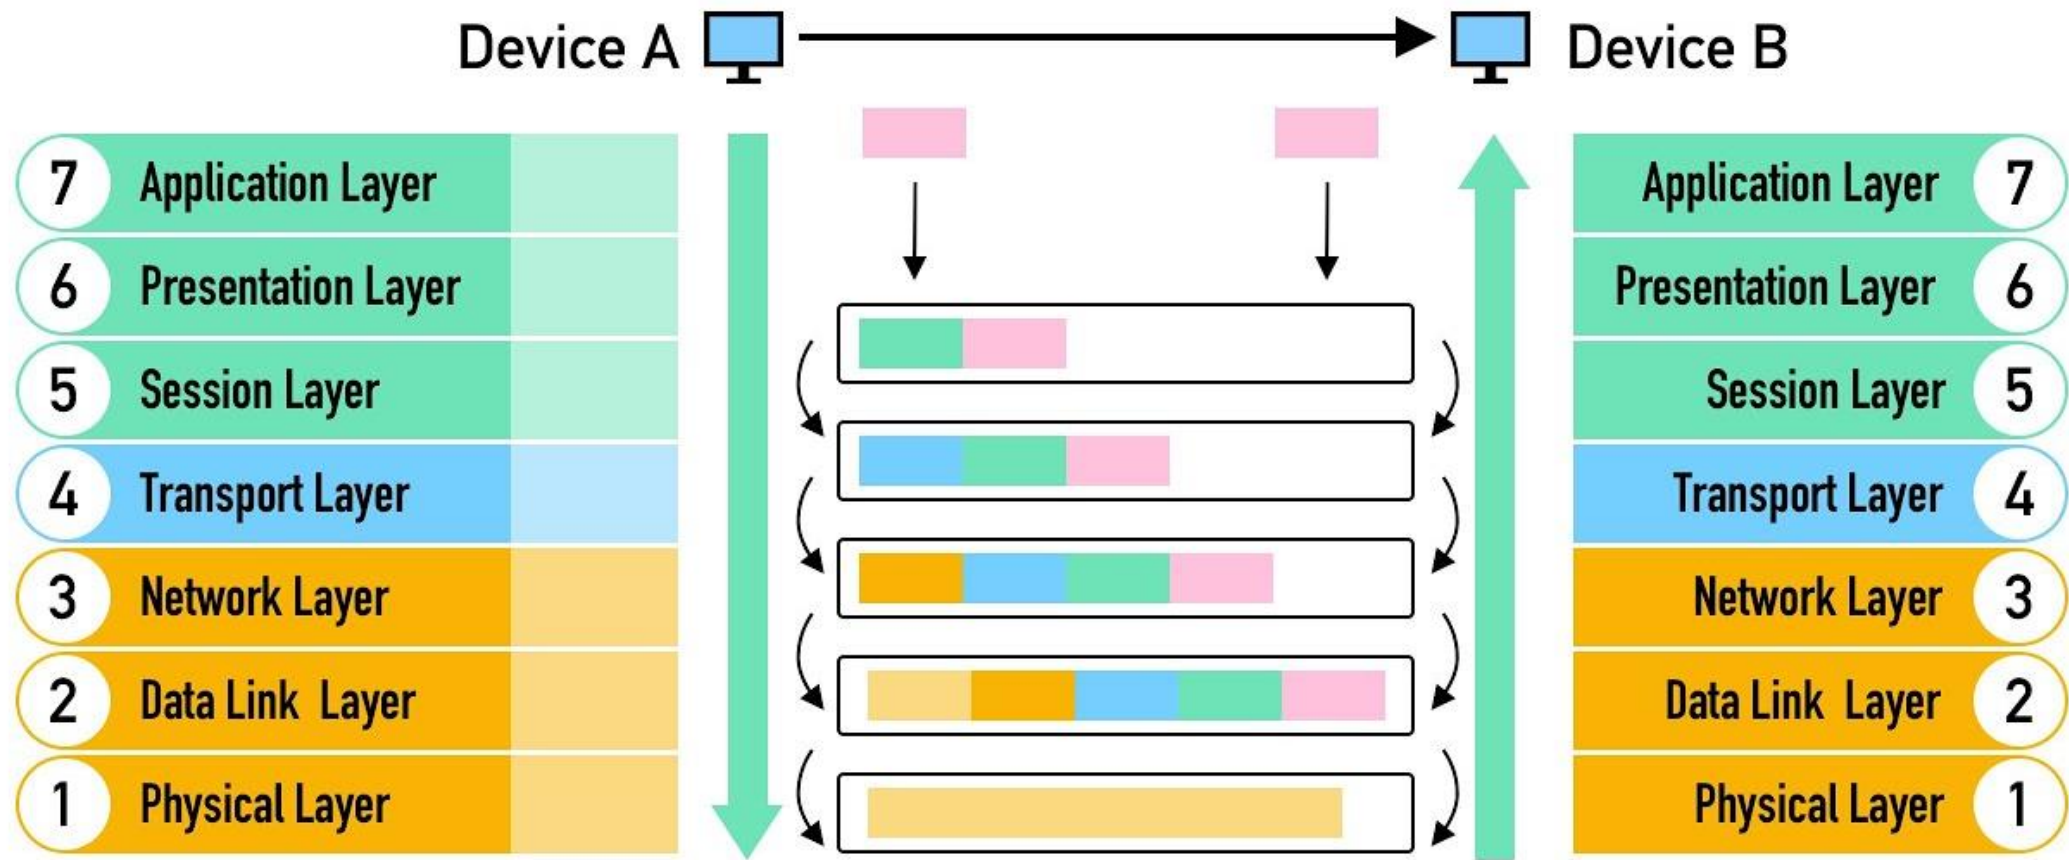 Device A
Device B
7 Application Layer
6 Presentation Layer
5 Session Layer
4 Transport Layer
3 Network Layer
2 Data Link  Layer
1 Physical Layer
Application Layer 7
Presentation Layer 6
Session Layer 5
Transport Layer 4
Network Layer 3
Data Link  Layer 2
Physical Layer 1